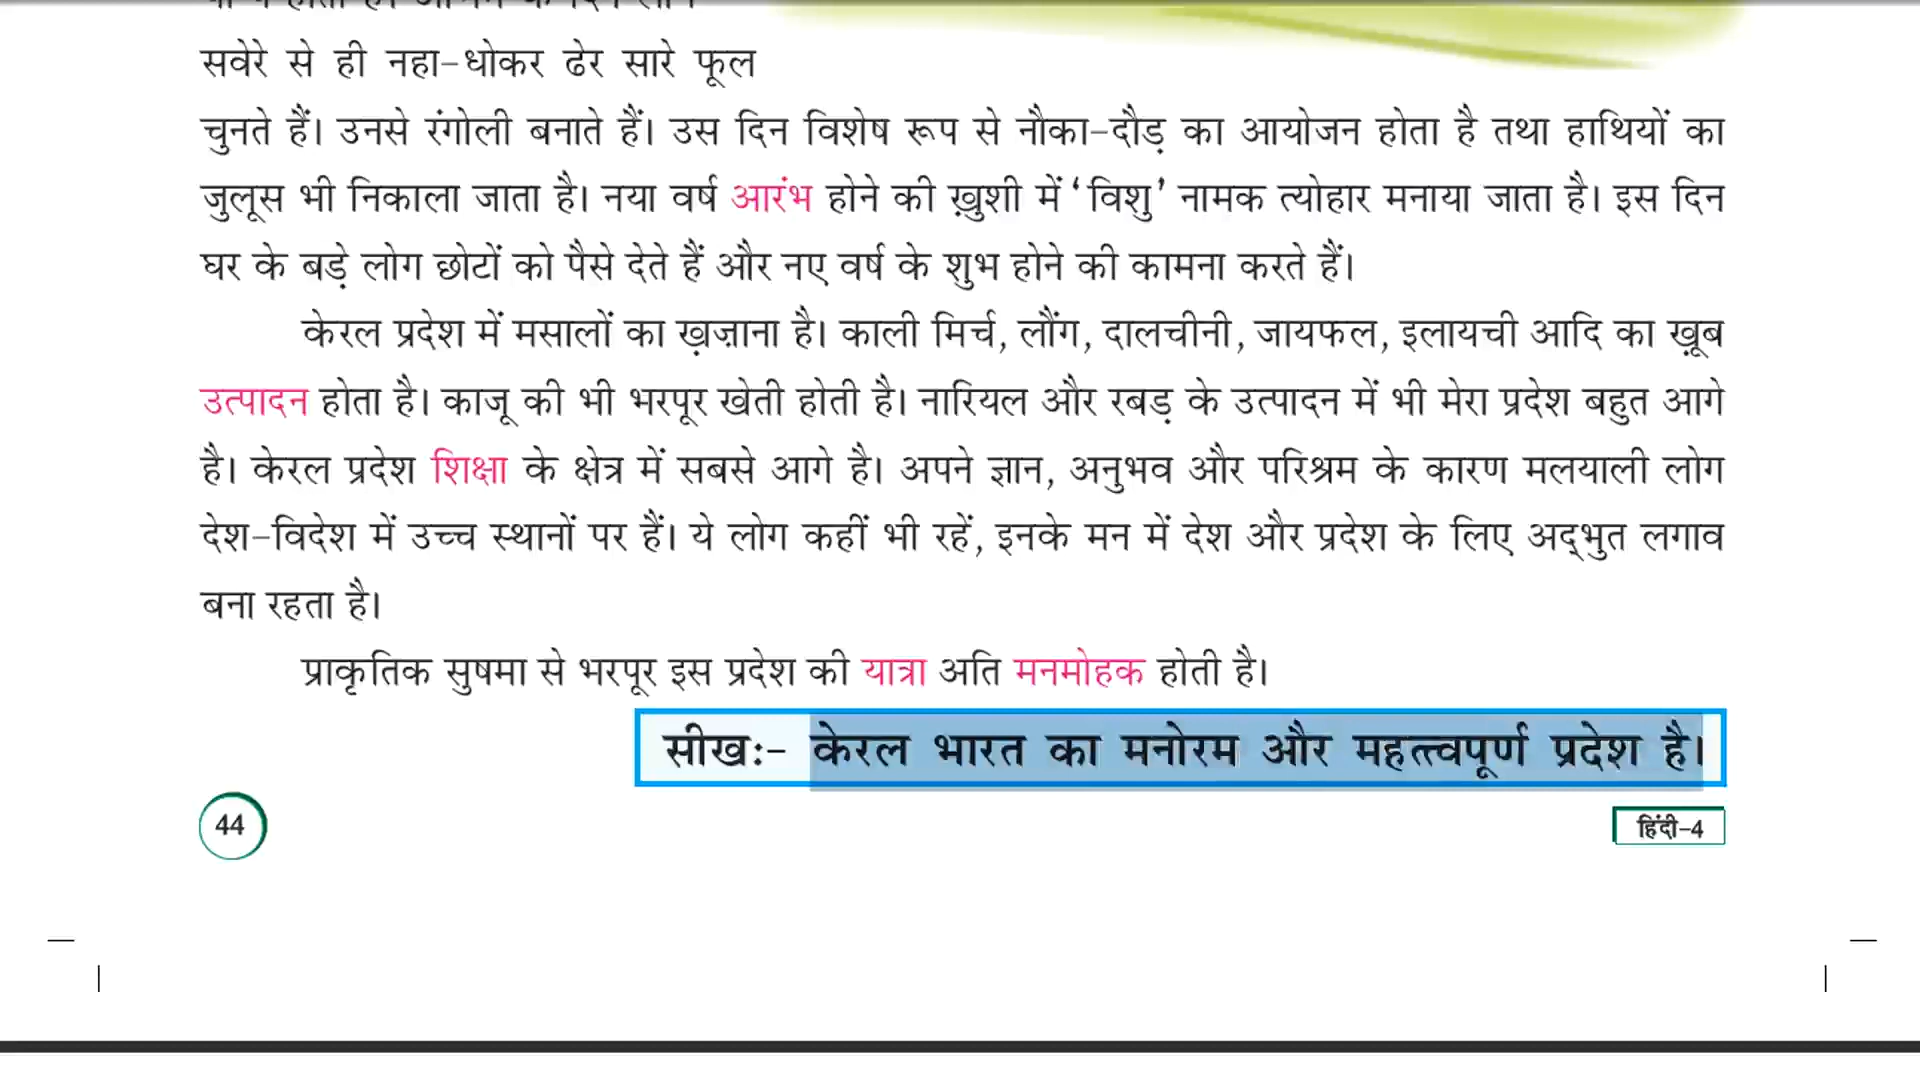 सवेरे से ही नहा-धोकर ढेर सारे फूल
चुनते हैं। उनसे रंगोली बनाते हैं। उस दिन विशेष रूप से नौका-दौड़ का आयोजन होता है तथा हाथियों का
जुलूस भी निकाला जाता है। नया वर्ष आरंभ होने की ख़ुशी में ‘विशु’ नामक त्योहार मनाया जाता है। इस दिन
घर के बड़े लोग छोटों को पैसे देते हैं और नए वर्ष के शुभ होने की कामना करते हैं।
केरल प्रदेश में मसालों का ख़ज़ाना है। काली मिर्च, लौंग, दालचीनी, जायफल, इलायची आदि का ख़ूब
उत्पादन होता है। काजू की भी भरपूर खेती होती है। नारियल और रबड़ के उत्पादन में भी मेरा प्रदेश बहुत आगे
है। केरल प्रदेश शिक्षा के क्षेत्र में सबसे आगे है। अपने ज्ञान, अनुभव और परिश्रम के कारण मलयाली लोग
देश-विदेश में उच्च स्थानों पर हैं। ये लोग कहीं भी रहें, इनके मन में देश और प्रदेश के लिए अद्‌भुत लगाव
बना रहता है।
प्राकृतिक सुषमा से भरपूर इस प्रदेश की यात्रा अति मनमोहक होती है।
सीखः- केरल भारत का मनोरम और महत्त्वपूर्ण प्रदेश है।
44
हिंदी-4